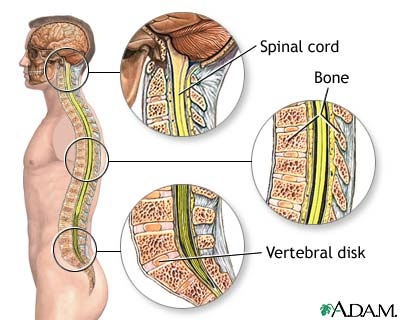 Spinal cord
Bone
Vertebral disk
A.D.A.M.